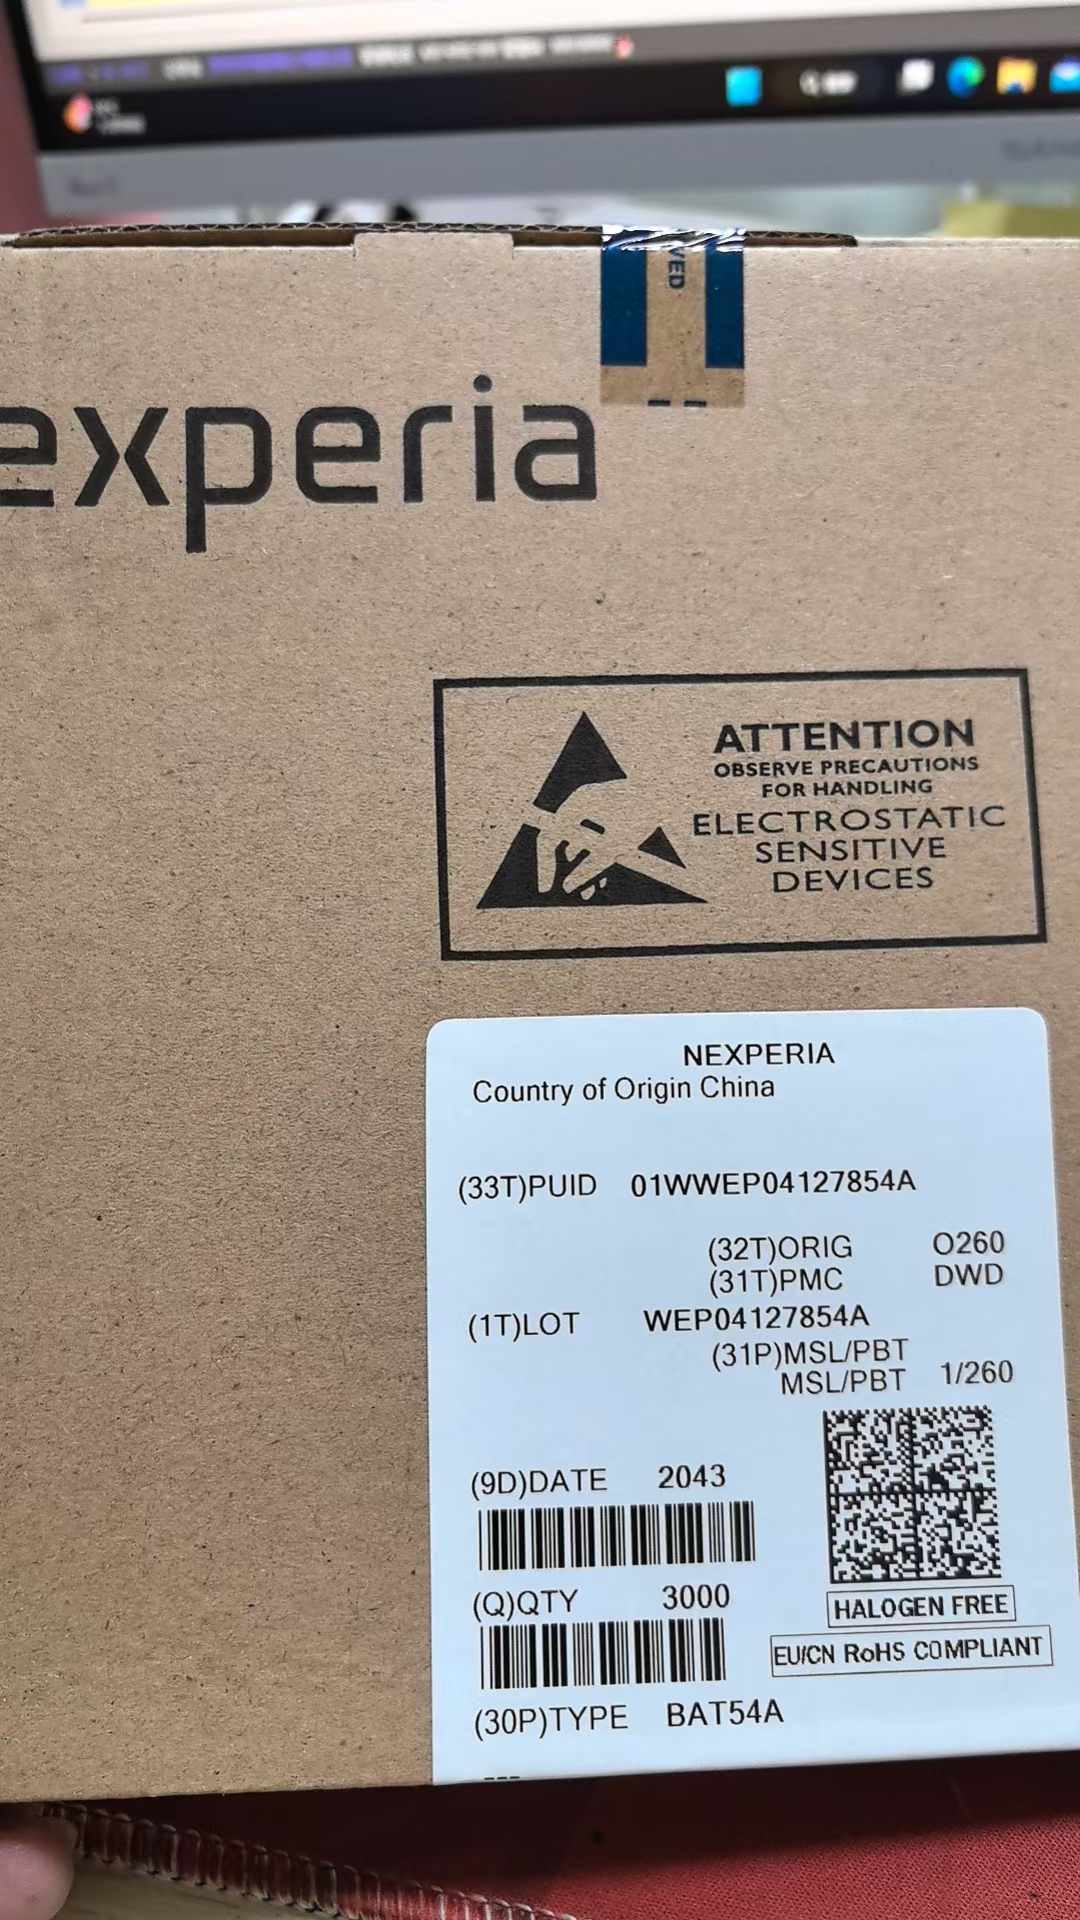 VED
experia
ATTENTION
OBSERVE PRECAUTIONS
FOR HANDLING
ELECTROSTATIC
SENSITIVE
DEVICES
NEXPERIA
Country of Origin China
(33T)PUID 01WWEP04127854A
(32T)ORIG O260
(31T)PMC DWD
(1T)LOT WEP04127854A
(31P)MSL/PBT
MSL/PBT 1/260
(9D)DATE 2043
(Q)QTY 3000
HALOGEN FREE
EU/CN RoHS COMPLIANT
(30P)TYPE BAT54A